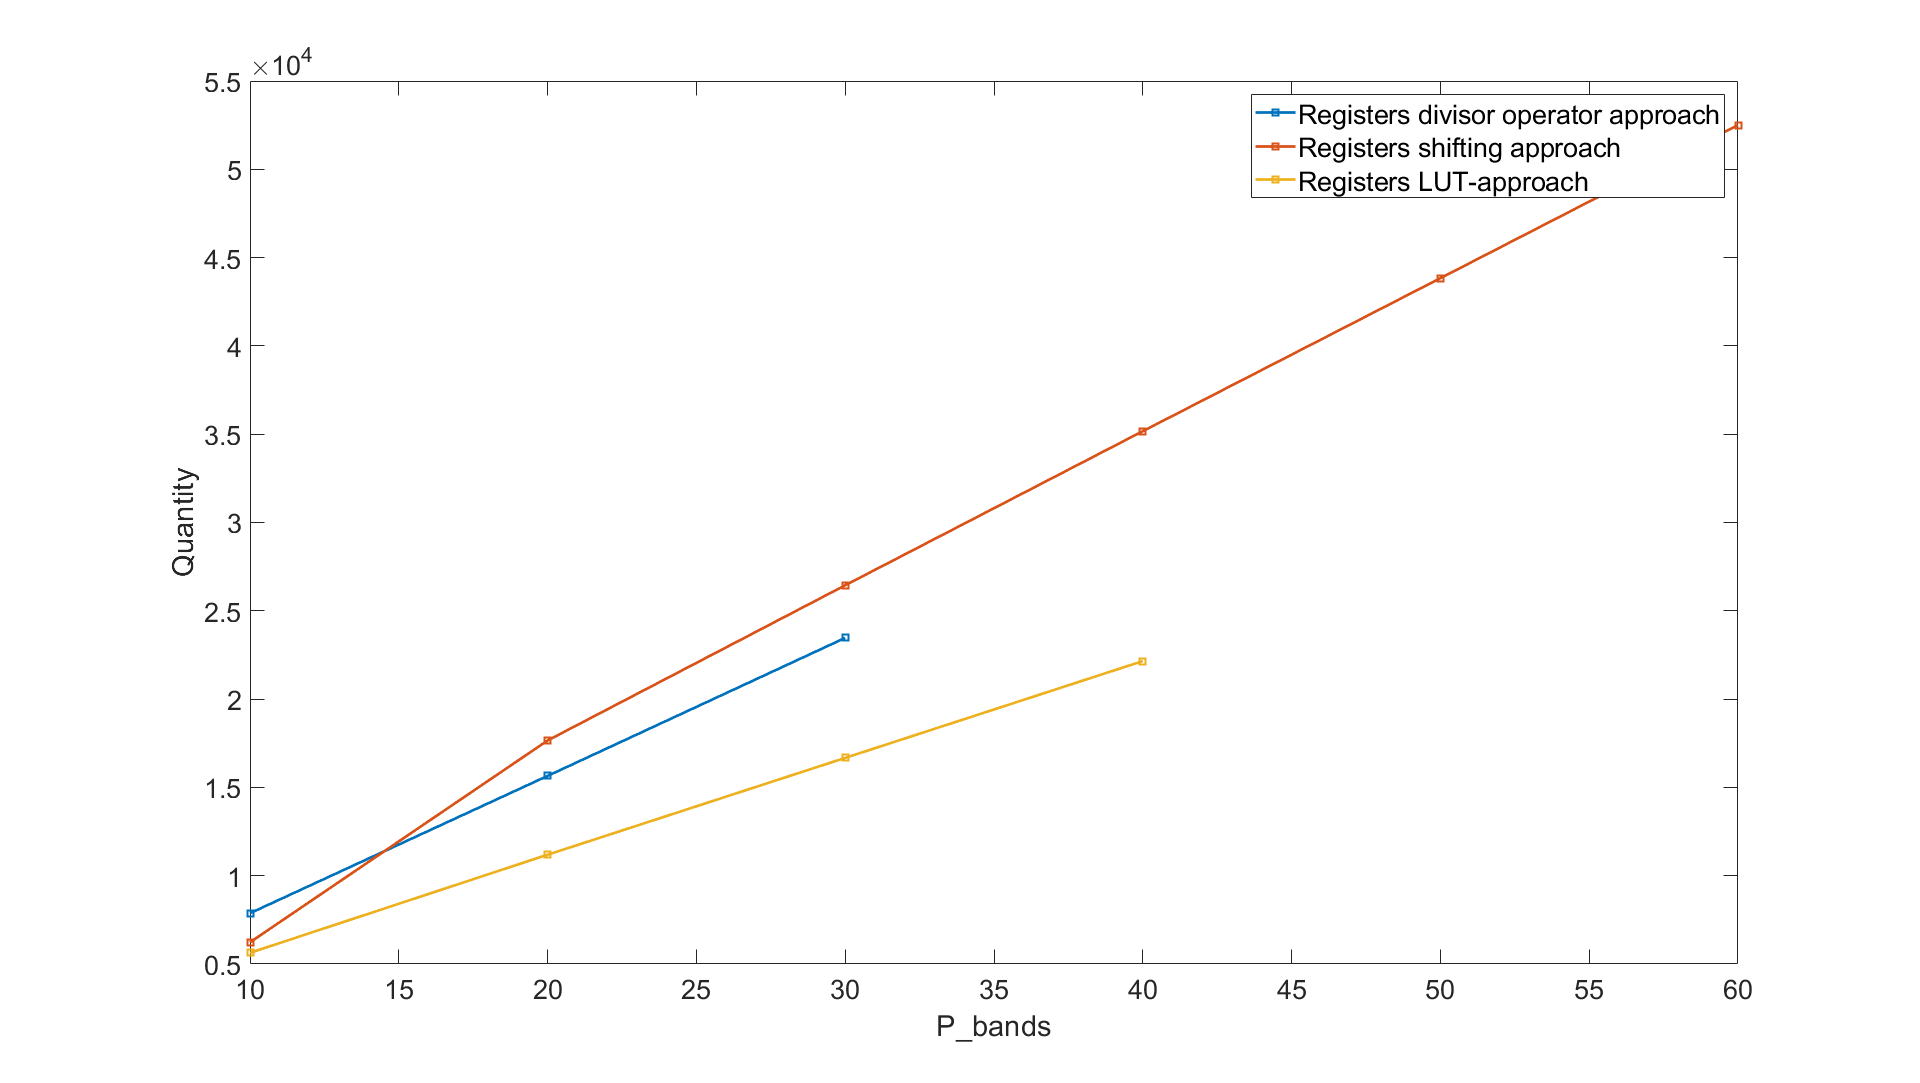 ×10⁴
5.5
5
4.5
4
3.5
3
2.5
2
1.5
1
0.5
Quantity
Registers divisor operator approach
Registers shifting approach
Registers LUT-approach
10 15 20 25 30 35 40 45 50 55 60
P_bands